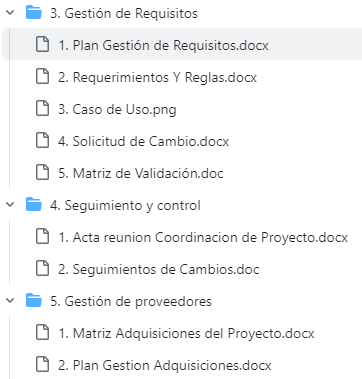 3. Gestión de Requisitos
1. Plan Gestión de Requisitos.docx
2. Requerimientos Y Reglas.docx
3. Caso de Uso.png
4. Solicitud de Cambio.docx
5. Matriz de Validación.doc
4. Seguimiento y control
1. Acta reunion Coordinacion de Proyecto.docx
2. Seguimientos de Cambios.doc
5. Gestión de proveedores
1. Matriz Adquisiciones del Proyecto.docx
2. Plan Gestion Adquisiciones.docx